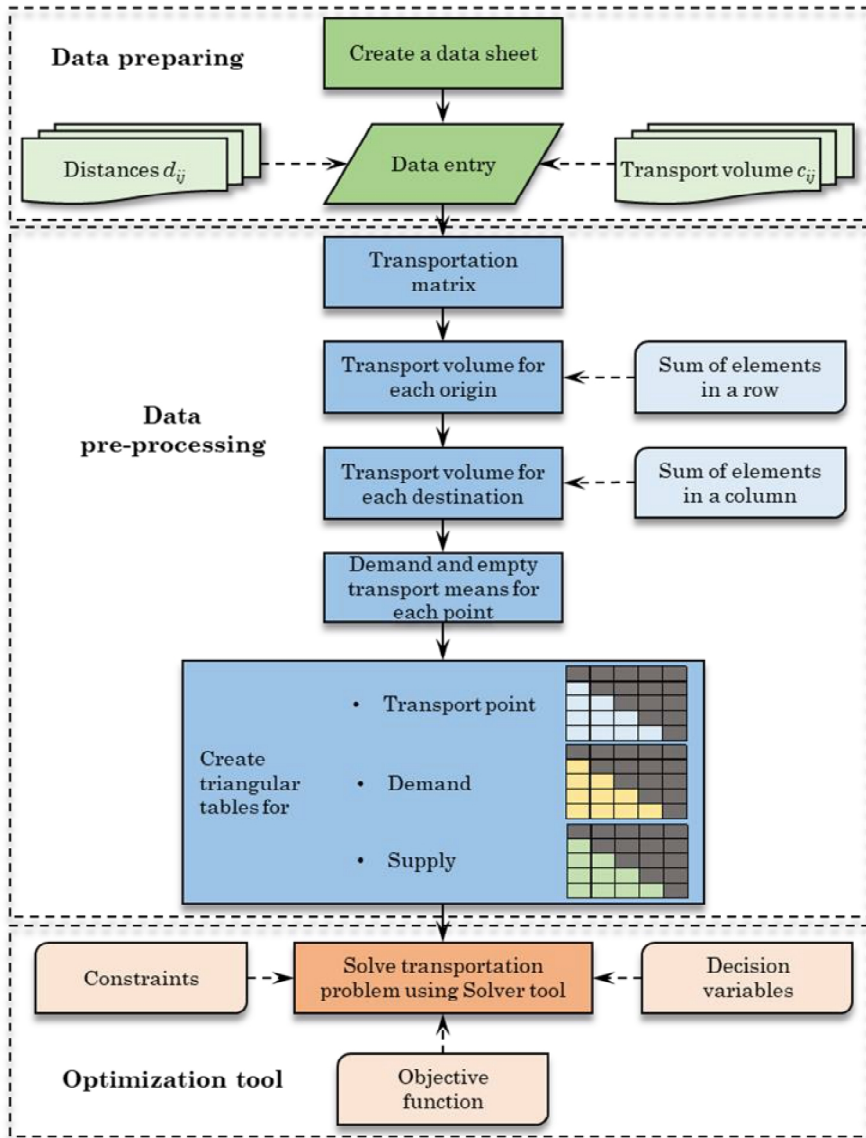 Data preparing
Create a data sheet
Distances d_ij
Data entry
Transport volume c_ij
Transportation
matrix
Transport volume for
each origin
Sum of elements
in a row
Data
pre-processing
Transport volume for
each destination
Sum of elements
in a column
Demand and empty
transport means for
each point
Create
triangular
tables for
• Transport point
• Demand
• Supply
Constraints
Solve transportation
problem using Solver tool
Decision
variables
Optimization tool
Objective
function